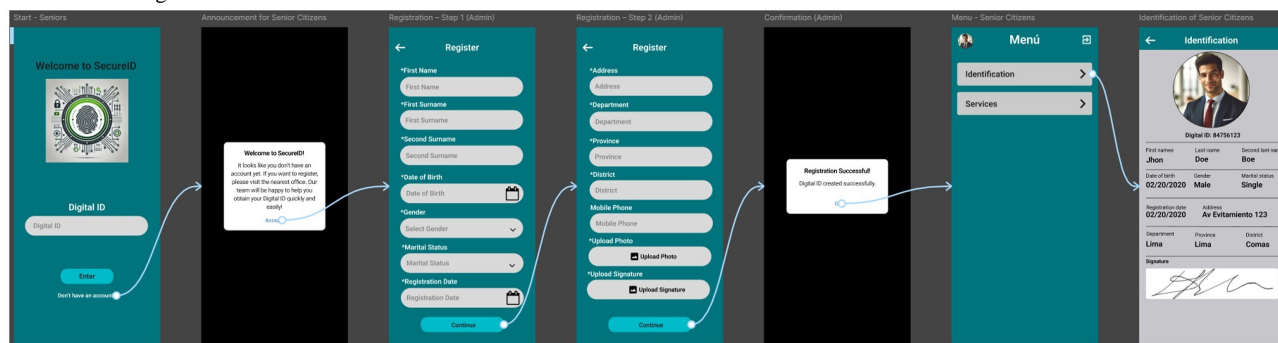 Start - Seniors
Welcome to SecureID
Digital ID
Digital ID
Enter
Don't have an account
Announcement for Senior Citizens
Welcome to SecureID!
It looks like you don't have an
account yet. If you want to register,
please visit the nearest office. Our
team will be happy to help you
obtain your Digital ID quickly and
easily!
Registration – Step 1 (Admin)
Register
*First Name
First Name
*First Surname
First Surname
*Second Surname
Second Surname
*Date of Birth
Date of Birth
*Gender
Select Gender
*Marital Status
Marital Status
*Registration Date
Registration Date
Continue
Registration – Step 2 (Admin)
Register
*Address
Address
*Department
Department
*Province
Province
*District
District
Mobile Phone
Mobile Phone
*Upload Photo
Upload Photo
*Upload Signature
Upload Signature
Continue
Confirmation (Admin)
Registration Successful!
Digital ID created successfully.
Menu - Senior Citizens
Menú
Identification
Services
Identification of Senior Citizens
Identification
Digital ID: 84756123
First names Last name Second last
Jhon Doe Boe
Date of birth Gender Marital status
02/20/2020 Male Single
Registration date Address
02/20/2020 Av Evitamiento 123
Department Province District
Lima Lima Comas
Signature